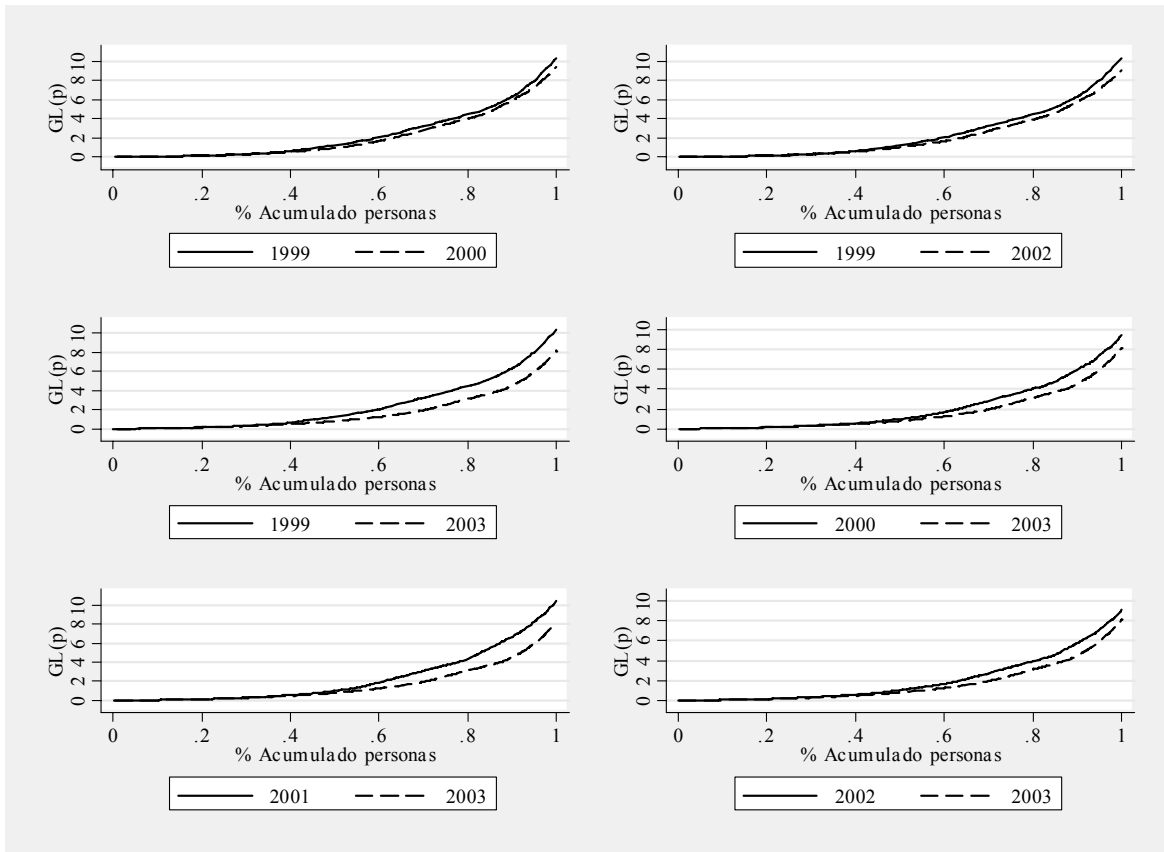 GL(p)
0 2 4 6 8 10
0 .2 .4 .6 .8 1
% Acumulado personas
1999 2000
GL(p)
0 2 4 6 8 10
0 .2 .4 .6 .8 1
% Acumulado personas
1999 2002
GL(p)
0 2 4 6 8 10
0 .2 .4 .6 .8 1
% Acumulado personas
1999 2003
GL(p)
0 2 4 6 8 10
0 .2 .4 .6 .8 1
% Acumulado personas
2000 2003
GL(p)
0 2 4 6 8 10
0 .2 .4 .6 .8 1
% Acumulado personas
2001 2003
GL(p)
0 2 4 6 8 10
0 .2 .4 .6 .8 1
% Acumulado personas
2002 2003